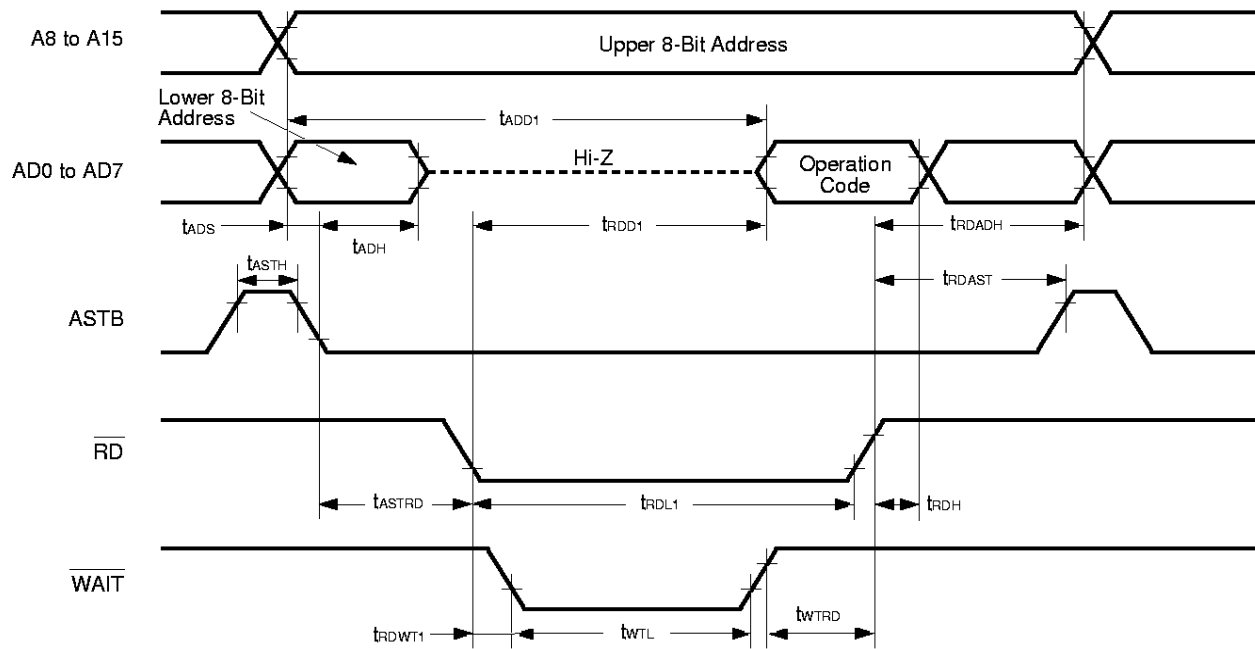 A8 to A15
Upper 8-Bit Address
Lower 8-Bit
Address
tADD1
AD0 to AD7
Hi-Z
Operation
Code
tADS
tADH
tRDD1
tRDADH
tASTH
tRDAST
ASTB
RD
tASTRD
tRDL1
tRDH
WAIT
tRDWT1
tWTL
tWTRD